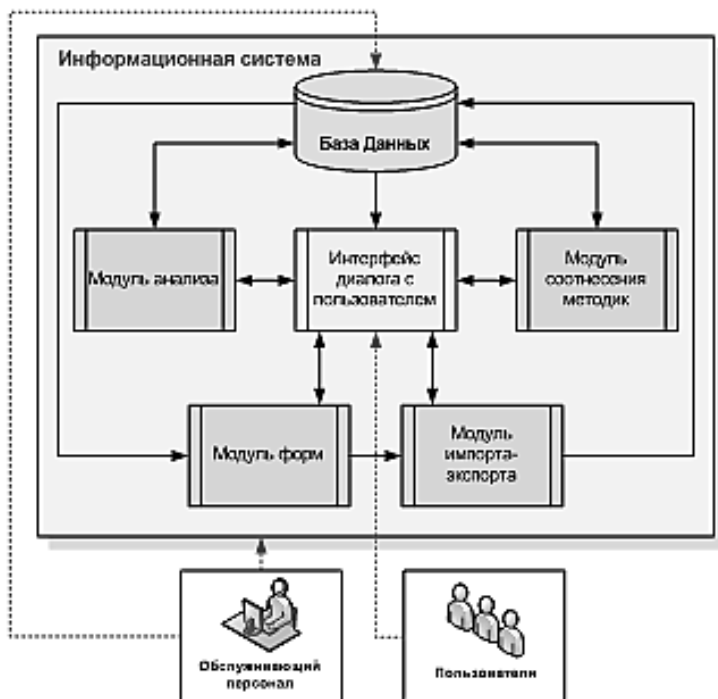 Информационная система
База Данных
Модуль анализа
Интерфейс
диалога с
пользователем
Модуль
соотнесения
методик
Модуль форм
Модуль
импорта-
экспорта
Обслуживающий
персонал
Пользователи